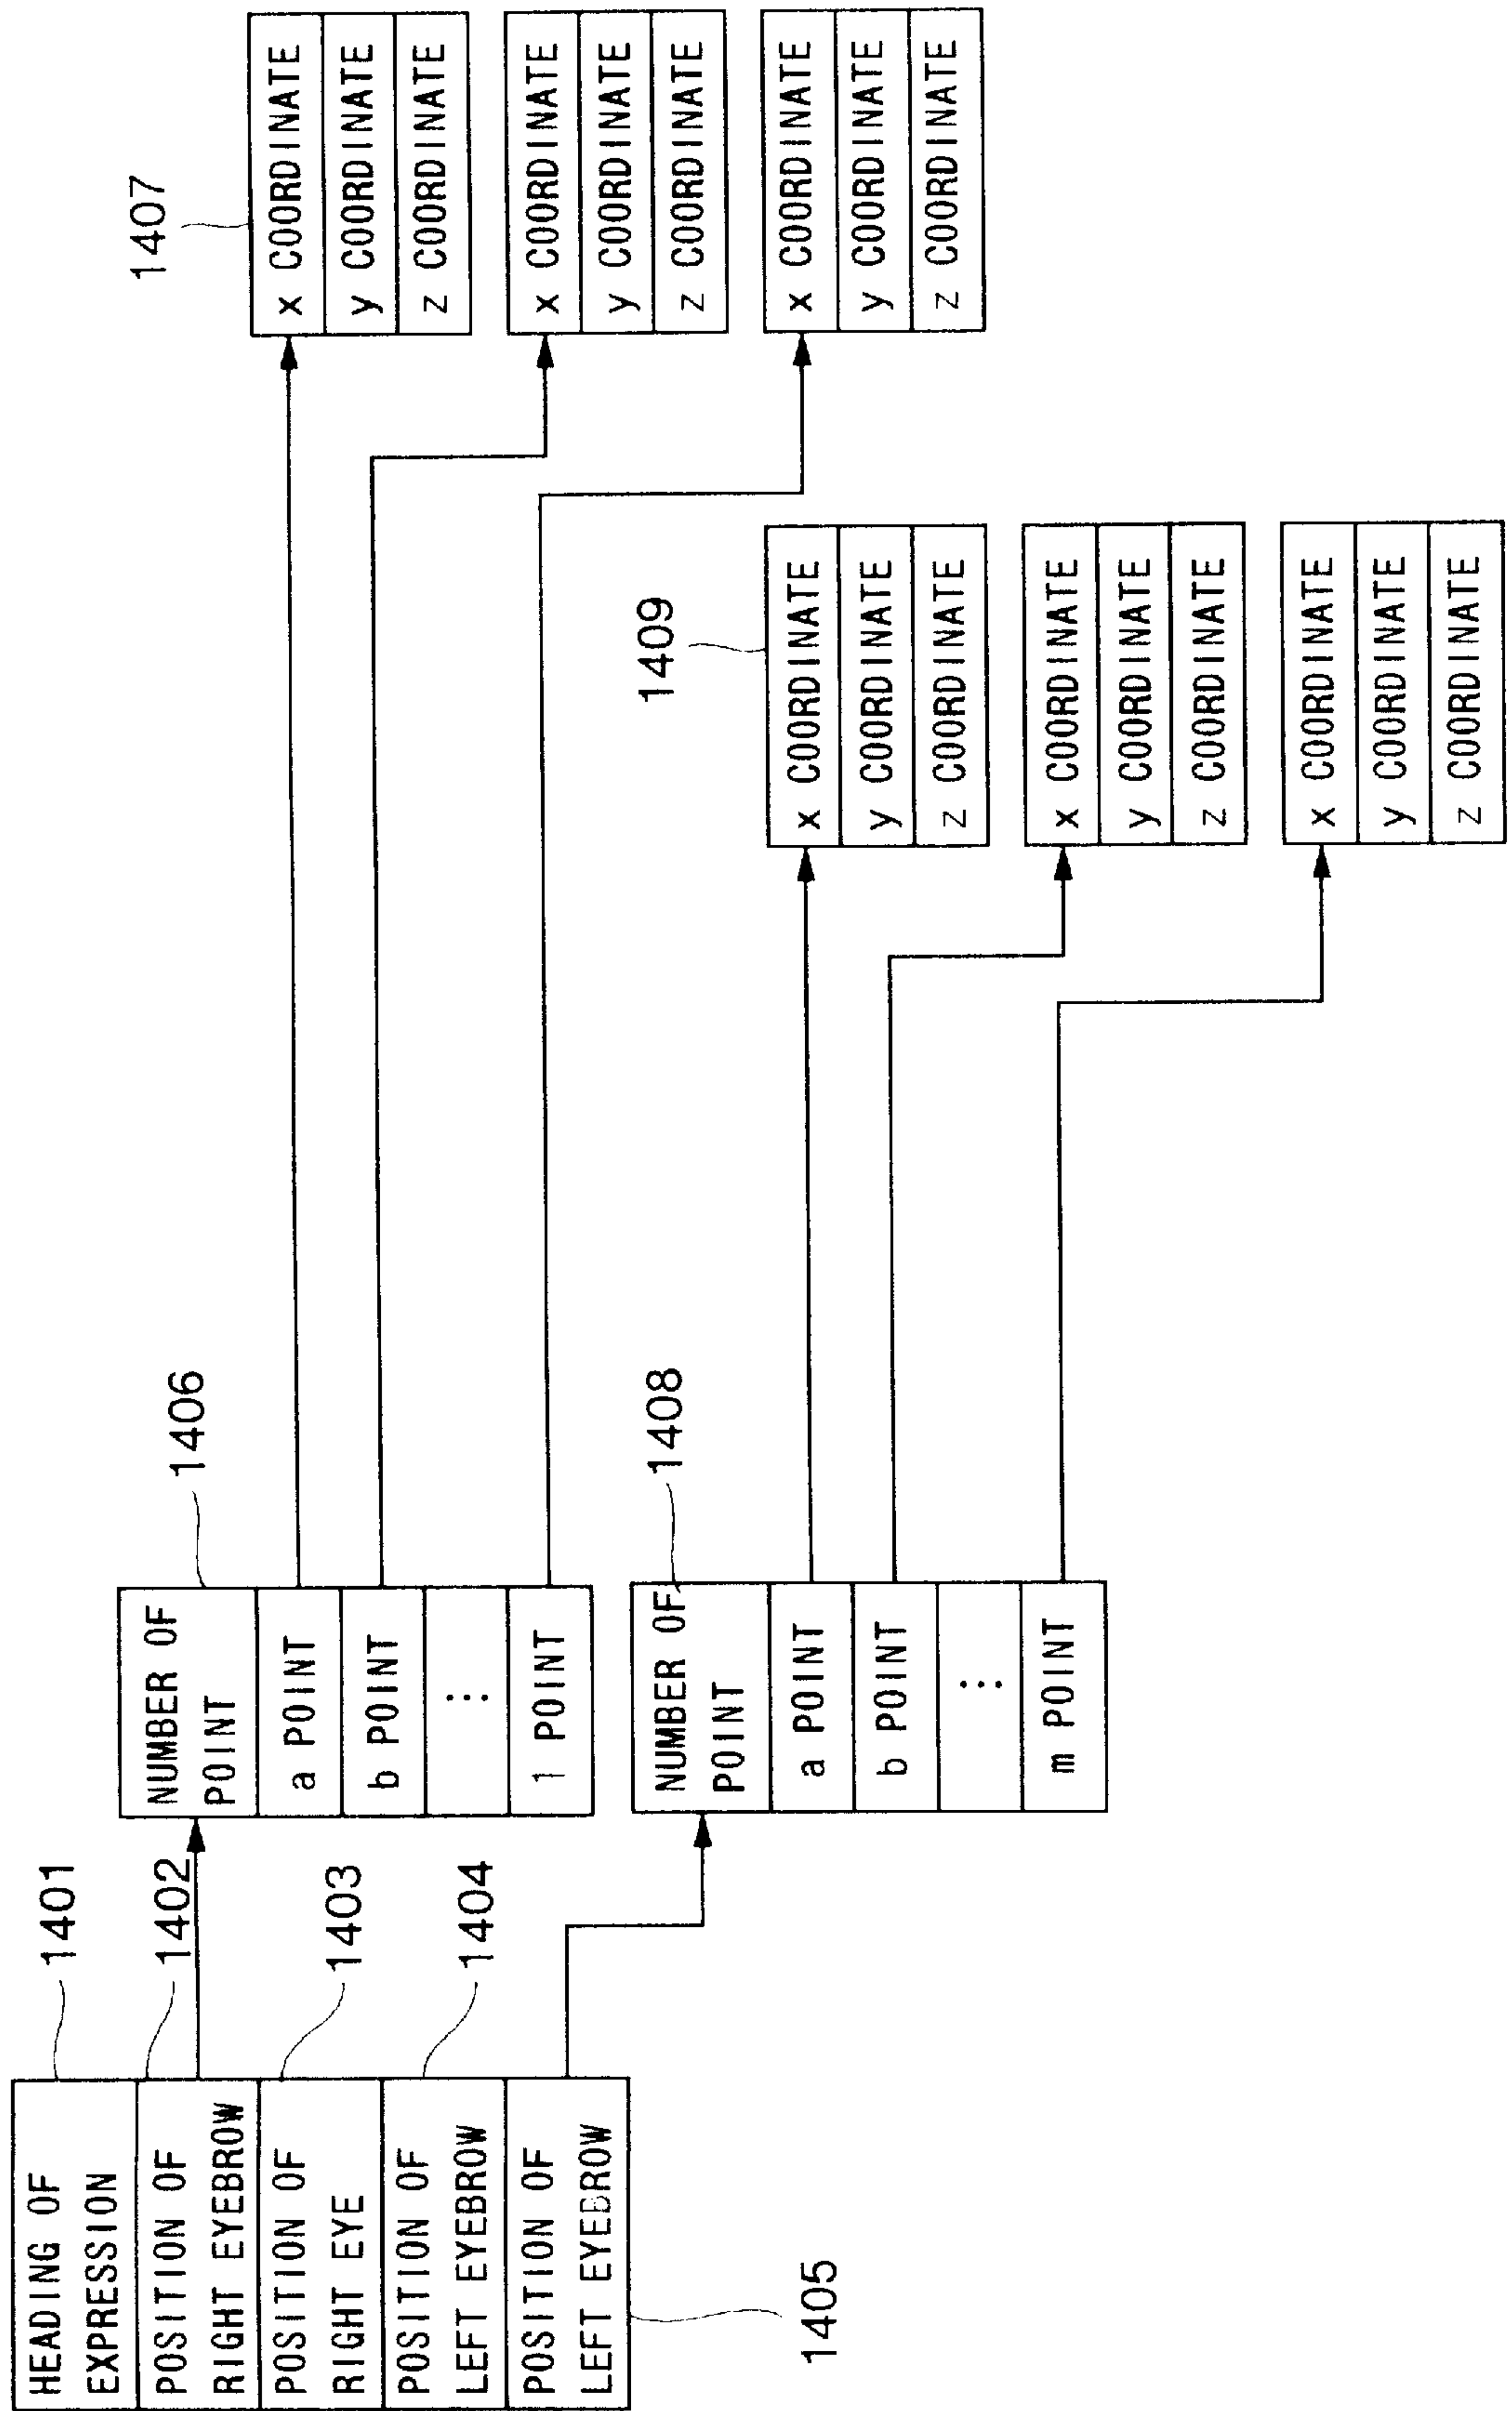 HEADING OF
EXPRESSION
1401
POSITION OF
RIGHT EYEBROW
1402
POSITION OF
RIGHT EYE
1403
POSITION OF
LEFT EYEBROW
1404
POSITION OF
LEFT EYEBROW
1405
NUMBER OF
POINT
1406
a POINT
b POINT
...
l POINT
1407
x COORDINATE
y COORDINATE
z COORDINATE
x COORDINATE
y COORDINATE
z COORDINATE
x COORDINATE
y COORDINATE
z COORDINATE
NUMBER OF
POINT
1408
a POINT
b POINT
...
m POINT
1409
x COORDINATE
y COORDINATE
z COORDINATE
x COORDINATE
y COORDINATE
z COORDINATE
x COORDINATE
y COORDINATE
z COORDINATE